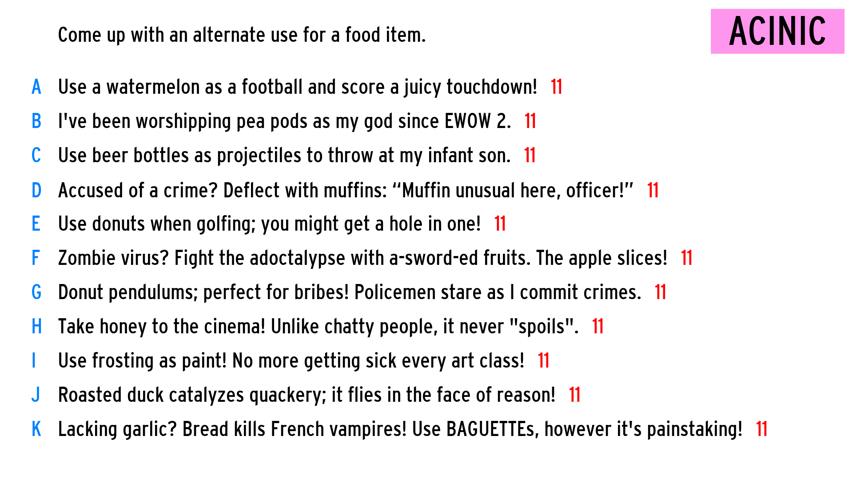 Come up with an alternate use for a food item.
ACINIC
A Use a watermelon as a football and score a juicy touchdown! 11
B I've been worshipping pea pods as my god since EWOW 2. 11
C Use beer bottles as projectiles to throw at my infant son. 11
D Accused of a crime? Deflect with muffins: “Muffin unusual here, officer!” 11
E Use donuts when golfing; you might get a hole in one! 11
F Zombie virus? Fight the adoctalypse with a-sword-ed fruits. The apple slices! 11
G Donut pendulums; perfect for bribes! Policemen stare as I commit crimes. 11
H Take honey to the cinema! Unlike chatty people, it never "spoils". 11
I Use frosting as paint! No more getting sick every art class! 11
J Roasted duck catalyzes quackery; it flies in the face of reason! 11
K Lacking garlic? Bread kills French vampires! Use BAGUETTEs, however it's painstaking! 11